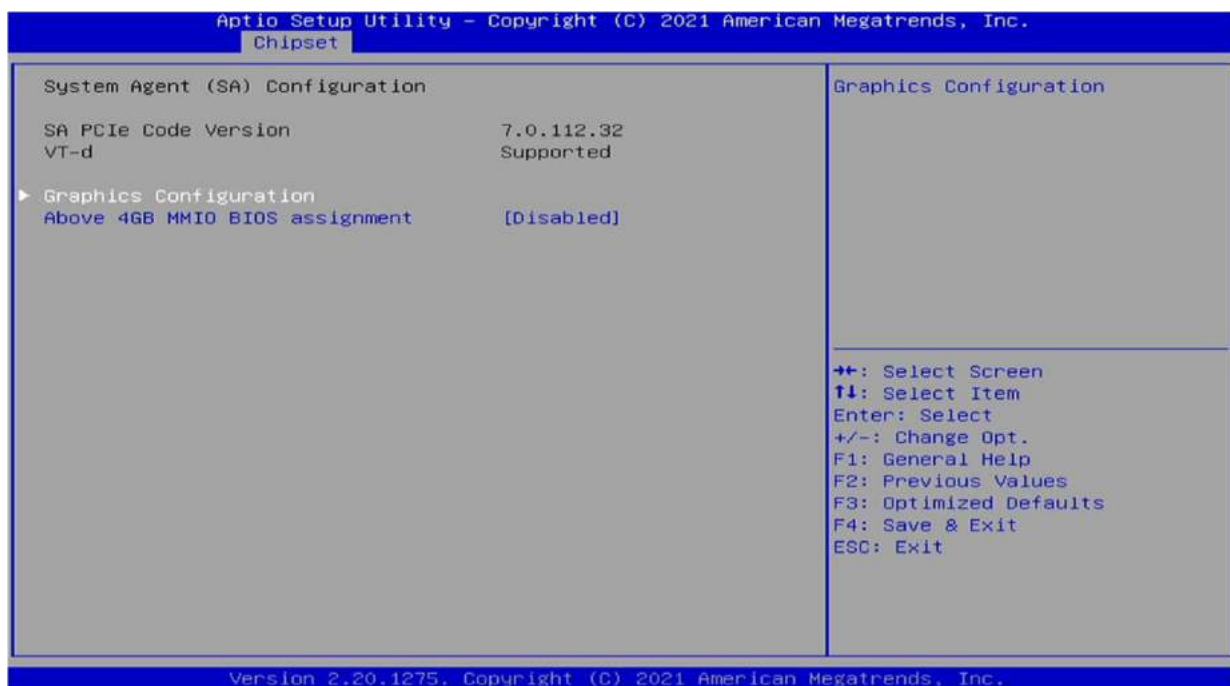 Aptio Setup Utility – Copyright (C) 2021 American Megatrends, Inc.
Chipset
System Agent (SA) Configuration
SA PCIe Code Version 7.0.112.32
VT-d Supported
► Graphics Configuration
Above 4GB MMIO BIOS assignment [Disabled]
Graphics Configuration
→←: Select Screen
↑↓: Select Item
Enter: Select
+/-: Change Opt.
F1: General Help
F2: Previous Values
F3: Optimized Defaults
F4: Save & Exit
ESC: Exit
Version 2.20.1275. Copyright (C) 2021 American Megatrends, Inc.